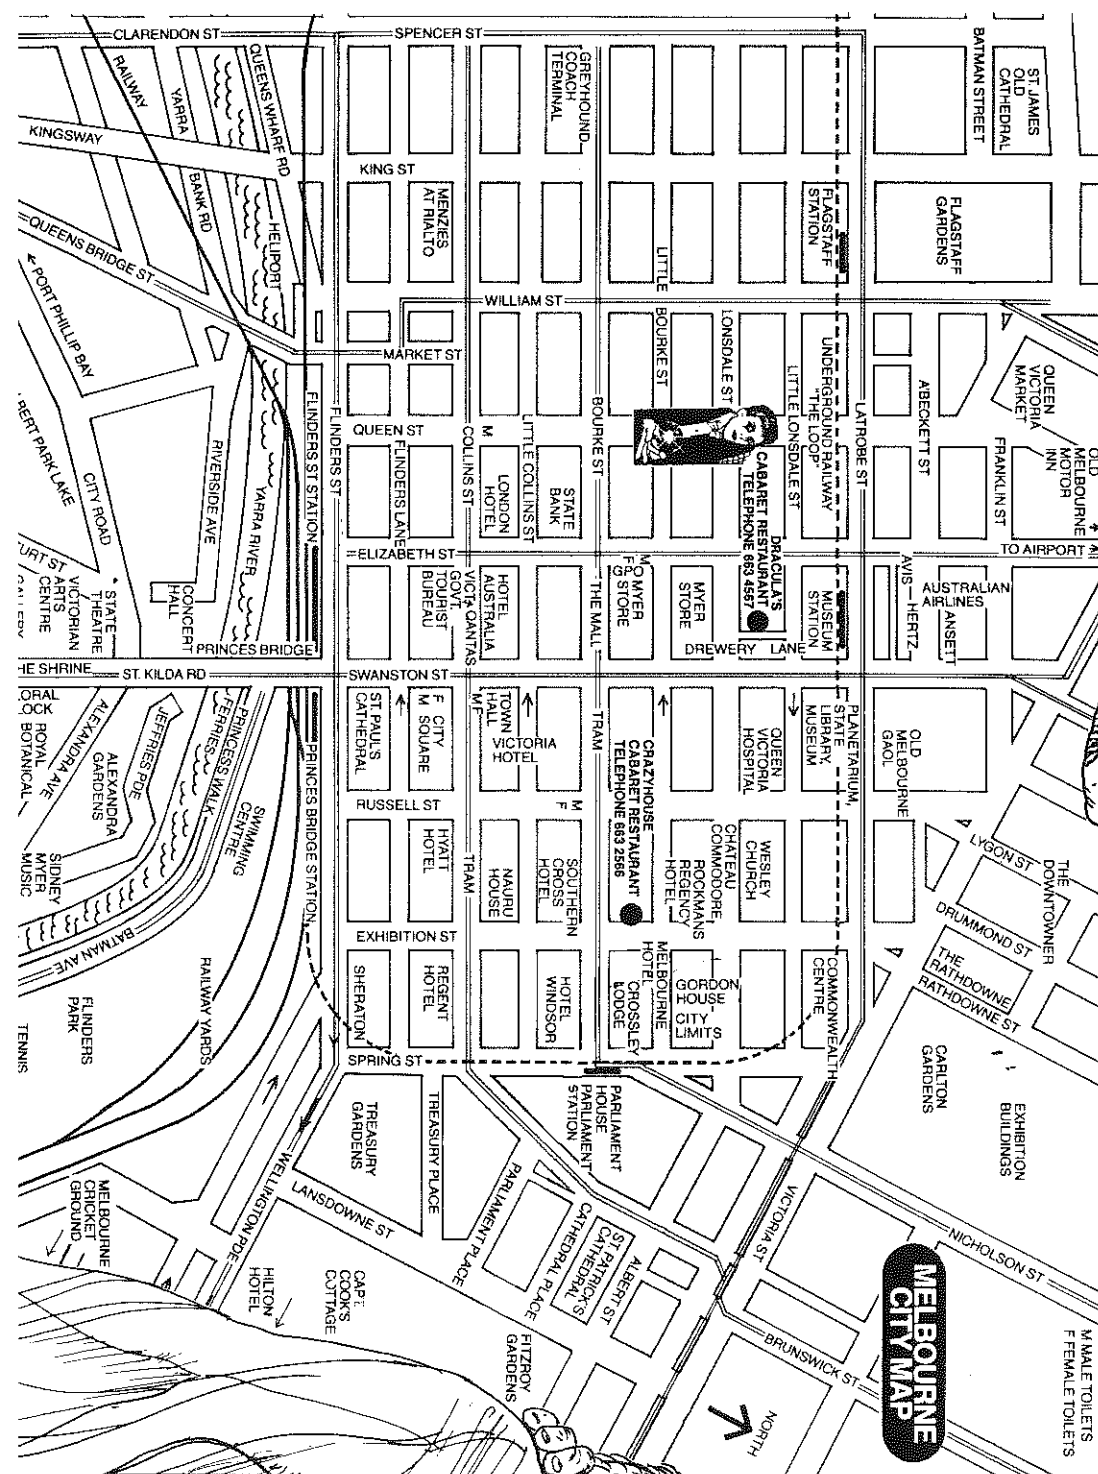 CLARENDON ST
SPENCER ST
RAILWAY
YARRA
BANK RD
QUEENS WHARF RD
GREYHOUND
COACH
TERMINAL
BATMAN STREET
ST. JAMES
OLD
CATHEDRAL
KINGSWAY
KING ST
QUEENS BRIDGE ST
HELIPORT
MENZIES
AT RIALTO
FLAGSTAFF
STATION
FLAGSTAFF
GARDENS
LITTLE
BOURKE ST
WILLIAM ST
PORT PHILLIP BAY
MARKET ST
LONSDALE ST
LITTLE LONSDALE ST
UNDERGROUND RAILWAY
"THE LOOP"
LATROBE ST
A'BECKETT ST
FRANKLIN ST
QUEEN
VICTORIA
MARKET
OLD
MELBOURNE
MOTOR
INN
BERT PARK LAKE
CITY ROAD
RIVERSIDE AVE
YARRA RIVER
FLINDERS ST STATION
FLINDERS ST
QUEEN ST
FLINDERS LANE
COLLINS ST
M
LONDON
HOTEL
LITTLE COLLINS ST
STATE
BANK
BOURKE ST
DRACULA'S
CABARET RESTAURANT
TELEPHONE 663 4567
ELIZABETH ST
TO AIRPORT
URT ST
VICTORIAN
ARTS
CENTRE
GALLERY
STATE
THEATRE
CONCERT
HALL
PRINCES BRIDGE
VICT.
GOVT.
TOURIST
BUREAU
QANTAS
HOTEL
AUSTRALIA
THE MALL
M
F
GPO
MYER
STORE
MYER
STORE
DREWERY LANE
MUSEUM
STATION
AVIS—HERTZ
AUSTRALIAN
AIRLINES
ANSETT
HE SHRINE
ST. KILDA RD
SWANSTON ST
ORAL
LOCK
ROYAL
BOTANICAL
ALEXANDRA AVE
ALEXANDRA
GARDENS
JEFFRIES PDE
FERRIES
PRINCESS WALK
SWIMMING
CENTRE
PRINCES BRIDGE STATION
ST. PAUL'S
CATHEDRAL
F
M
CITY
SQUARE
M F
TOWN
HALL
VICTORIA
HOTEL
TRAM
CRAZYHOUSE
CABARET RESTAURANT
TELEPHONE 663 2566
QUEEN
VICTORIA
HOSPITAL
PLANETARIUM,
STATE
LIBRARY,
MUSEUM
OLD
MELBOURNE
GAOL
RUSSELL ST
M
F
SIDNEY
MYER
MUSIC
BATMAN AVE
HYATT
HOTEL
TRAM
NAURU
HOUSE
SOUTHERN
CROSS
HOTEL
CHATEAU
COMMODORE,
ROCKMANS
REGENCY
HOTEL
WESLEY
CHURCH
LYGON ST
THE
DOWNTOWNER
DRUMMOND ST
EXHIBITION ST
THE
RATHDOWNE
RATHDOWNE ST
TENNIS
FLINDERS
PARK
RAILWAY YARDS
SHERATON
REGENT
HOTEL
HOTEL
WINDSOR
CROSSLEY
LODGE
MELBOURNE
HOTEL
GORDON
HOUSE
CITY
LIMITS
COMMONWEALTH
CENTRE
SPRING ST
CARLTON
GARDENS
EXHIBITION
BUILDINGS
TREASURY
GARDENS
TREASURY PLACE
PARLIAMENT
HOUSE
PARLIAMENT
STATION
WELLINGTON PDE
LANSDOWNE ST
PARLIAMENT PLACE
CATHEDRAL PLACE
ST. PATRICK'S
CATHEDRAL
ALBERT ST
VICTORIA ST
NICHOLSON ST
MELBOURNE
CRICKET
GROUND
HILTON
HOTEL
CAPT.
COOK'S
COTTAGE
FITZROY
GARDENS
BRUNSWICK ST
NORTH
MELBOURNE
CITY MAP
M MALE TOILETS
F FEMALE TOILETS